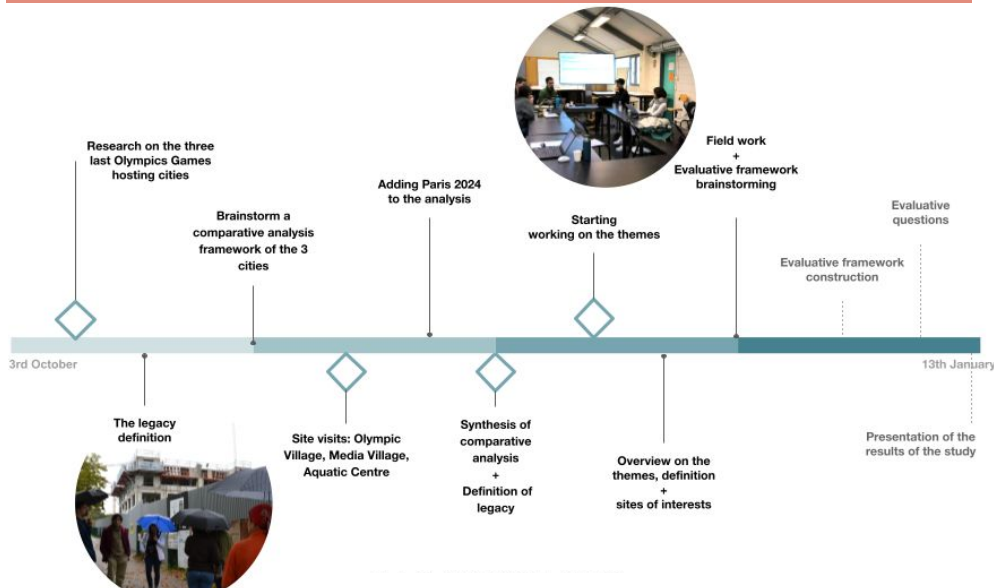 Research on the three
last Olympics Games
hosting cities
Brainstorm a
comparative analysis
framework of the 3
cities
Adding Paris 2024
to the analysis
Starting
working on the themes
Field work
+
Evaluative framework
brainstorming
Evaluative framework
construction
Evaluative
questions
3rd October
13th January
The legacy
definition
Site visits: Olympic
Village, Media Village,
Aquatic Centre
Synthesis of
comparative
analysis
+
Definition of
legacy
Overview on the
themes, definition
+
sites of interests
Presentation of the
results of the study